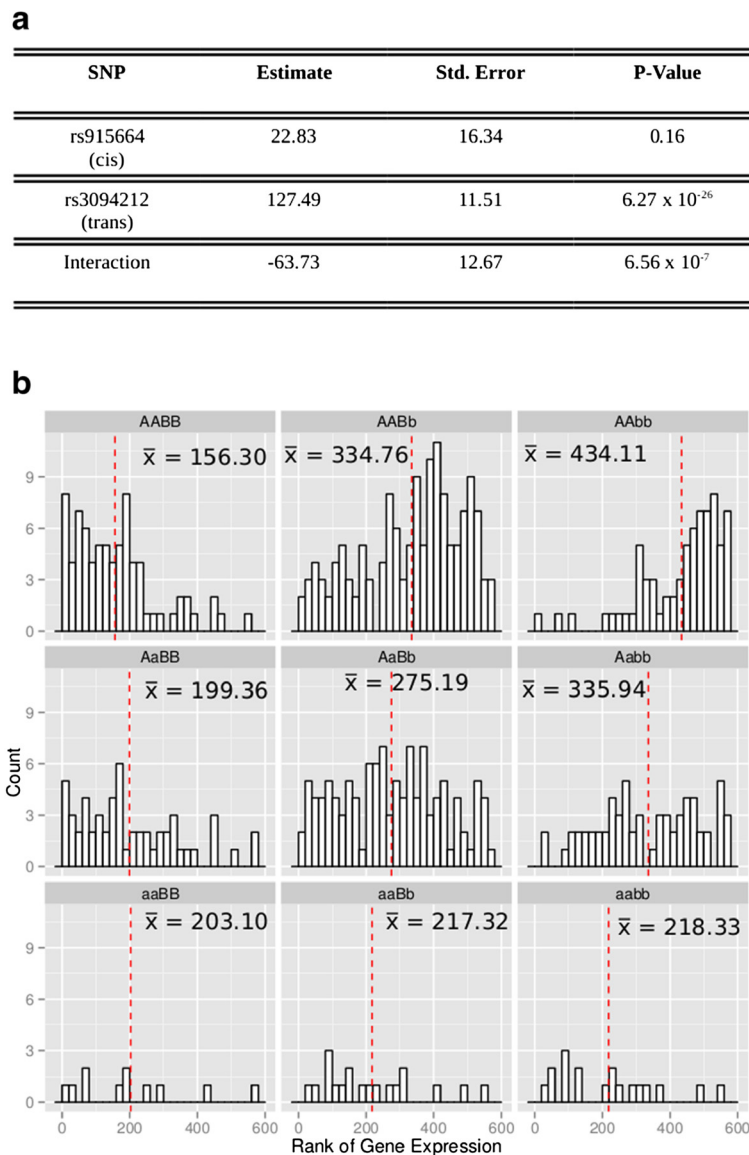 a
SNP Estimate Std. Error P-Value
rs915664 22.83 16.34 0.16
(cis)
rs3094212 127.49 11.51 6.27 x 10⁻²⁶
(trans)
Interaction -63.73 12.67 6.56 x 10⁻⁷
b
AABB AABb AAbb
x̅ = 156.30 x̅ = 334.76 x̅ = 434.11
9
6
3
0
AaBB AaBb Aabb
x̅ = 199.36 x̅ = 275.19 x̅ = 335.94
9
6
3
0
Count
aaBB aaBb aabb
x̅ = 203.10 x̅ = 217.32 x̅ = 218.33
9
6
3
0
0 200 400 600 0 200 400 600 0 200 400 600
Rank of Gene Expression